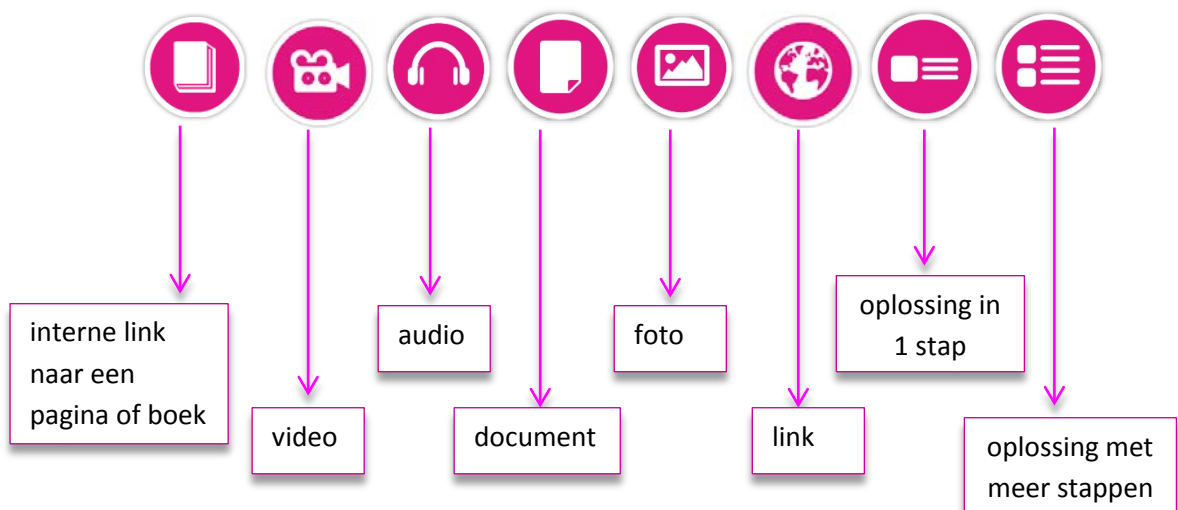 interne link
naar een
pagina of boek
video
audio
document
foto
link
oplossing in
1 stap
oplossing met
meer stappen